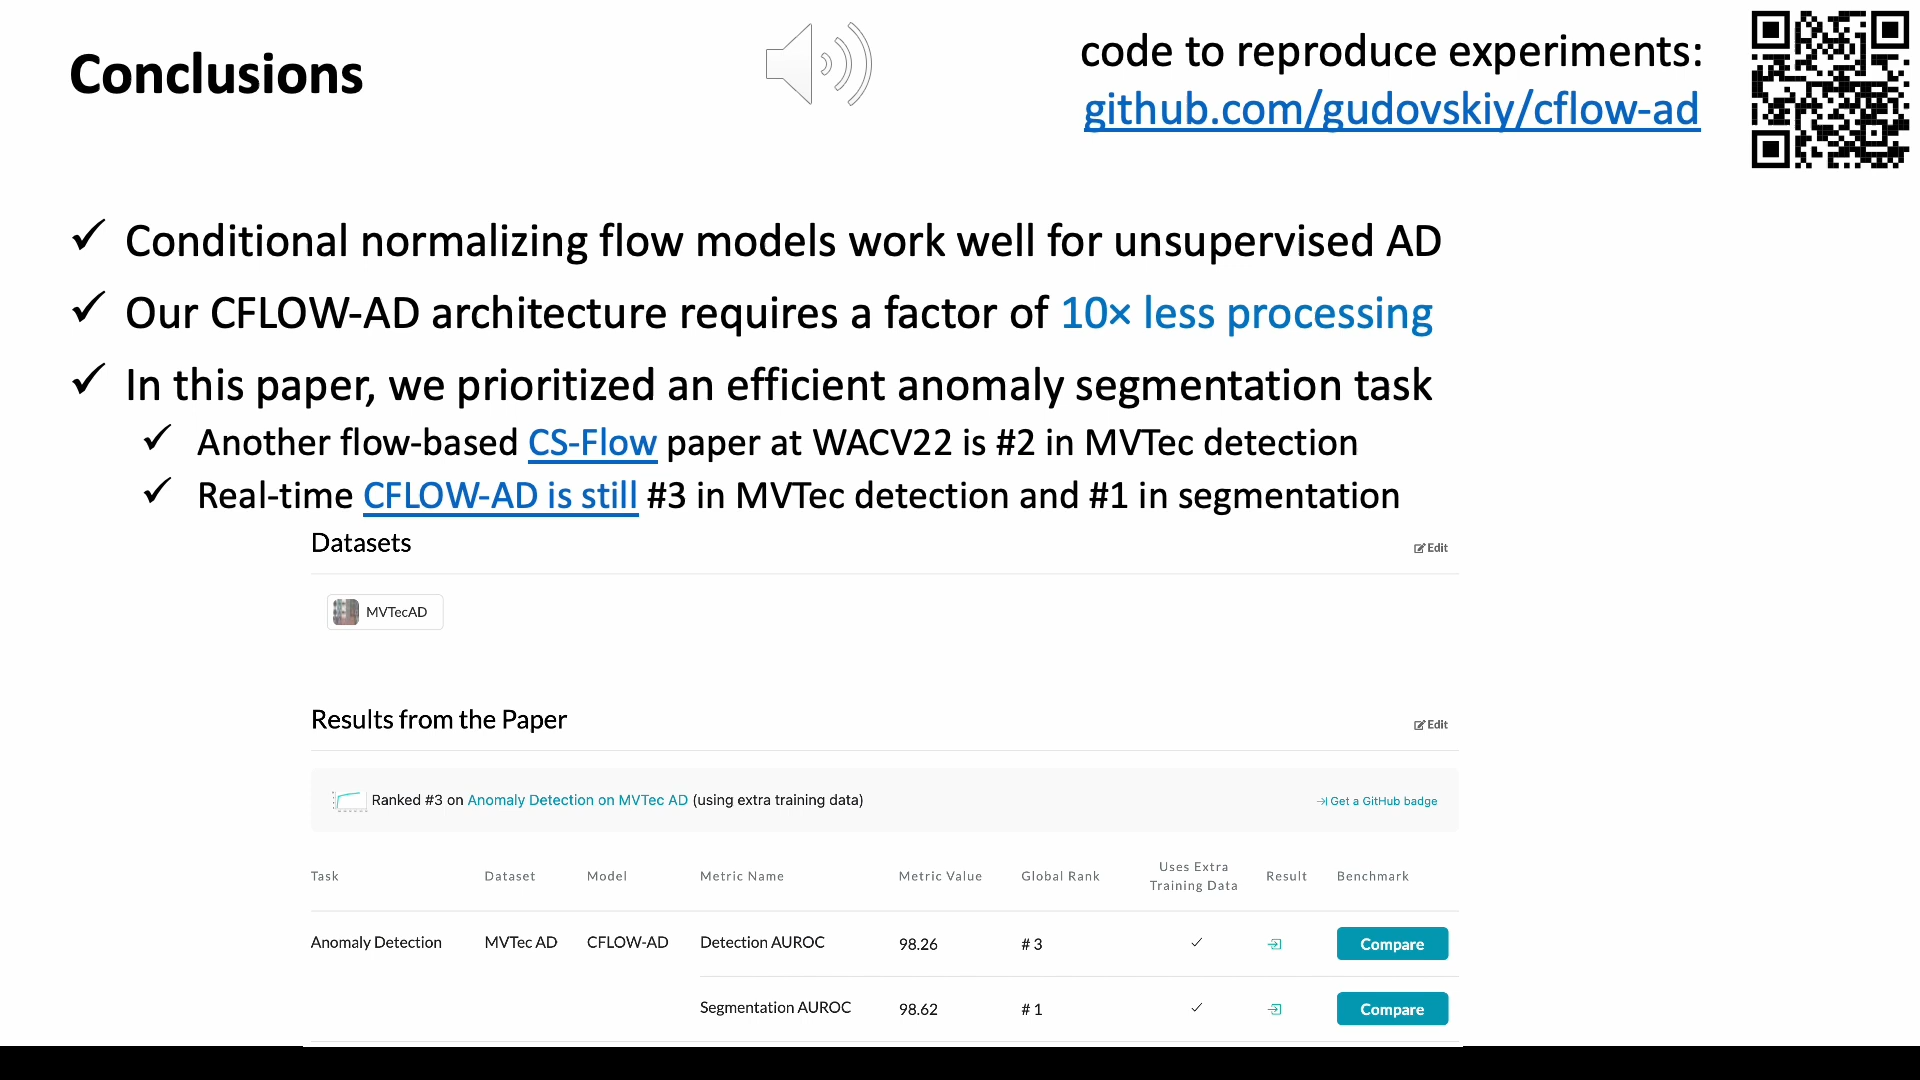 Conclusions
code to reproduce experiments:
github.com/gudovskiy/cflow-ad
✓ Conditional normalizing flow models work well for unsupervised AD
✓ Our CFLOW-AD architecture requires a factor of 10× less processing
✓ In this paper, we prioritized an efficient anomaly segmentation task
✓ Another flow-based CS-Flow paper at WACV22 is #2 in MVTec detection
✓ Real-time CFLOW-AD is still #3 in MVTec detection and #1 in segmentation
Datasets
Edit
MVTecAD
Results from the Paper
Edit
Ranked #3 on Anomaly Detection on MVTec AD (using extra training data)
Get a GitHub badge
Task Dataset Model Metric Name Metric Value Global Rank Uses Extra Training Data Result Benchmark
Anomaly Detection MVTec AD CFLOW-AD Detection AUROC 98.26 # 3 ✓ Compare
Segmentation AUROC 98.62 # 1 ✓ Compare